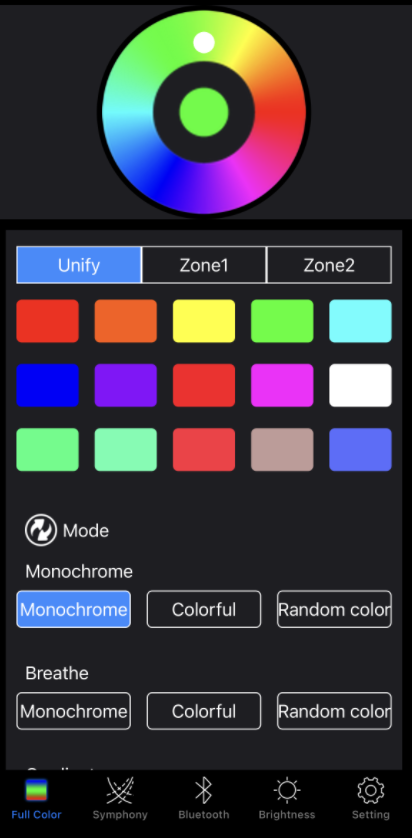 Unify Zone1 Zone2
Mode
Monochrome
Monochrome Colorful Random color
Breathe
Monochrome Colorful Random color
Full Color Symphony Bluetooth Brightness Setting